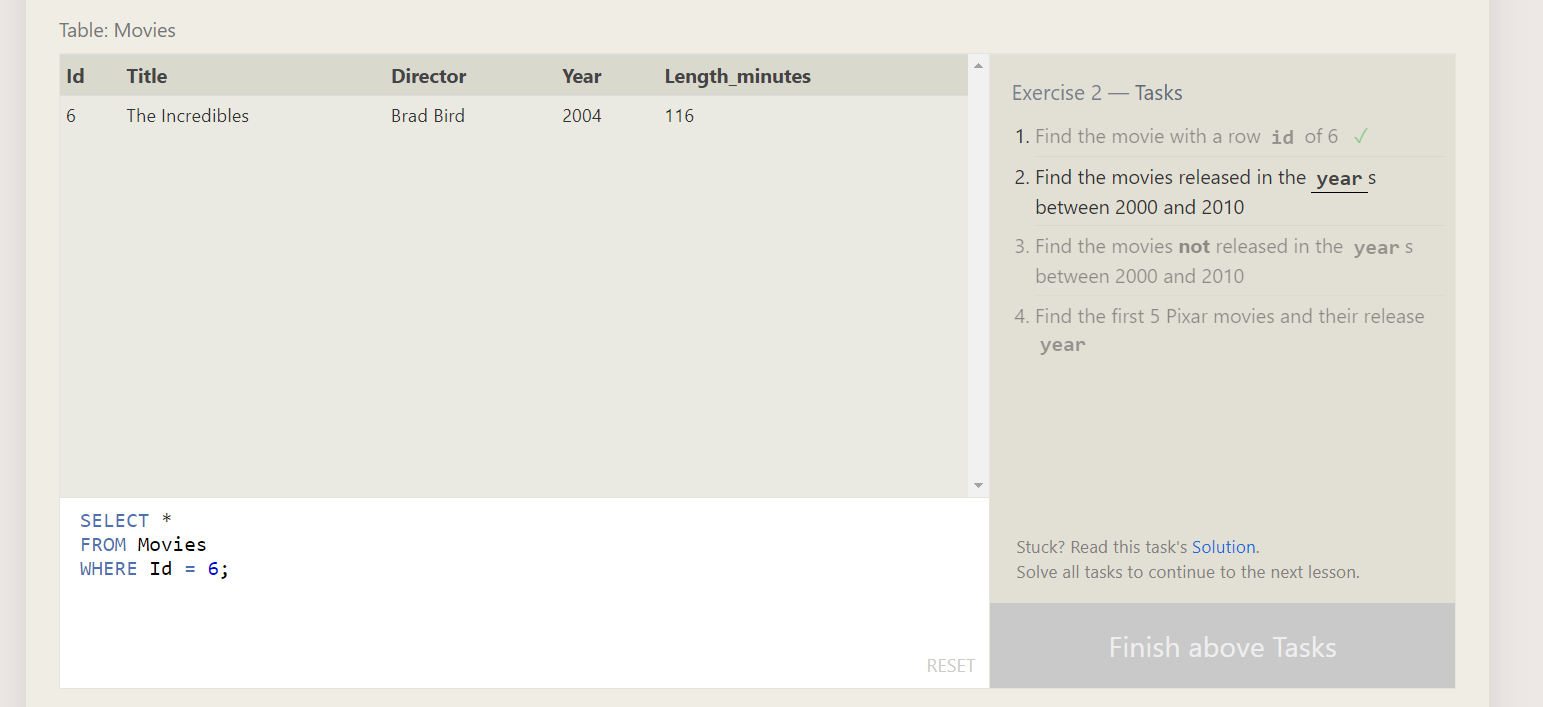 Table: Movies
Id Title Director Year Length_minutes
6 The Incredibles Brad Bird 2004 116
SELECT *
FROM Movies
WHERE Id = 6;
RESET
Exercise 2 — Tasks
1. Find the movie with a row id of 6 ✓
2. Find the movies released in the year s
between 2000 and 2010
3. Find the movies not released in the year s
between 2000 and 2010
4. Find the first 5 Pixar movies and their release
year
Stuck? Read this task's Solution.
Solve all tasks to continue to the next lesson.
Finish above Tasks